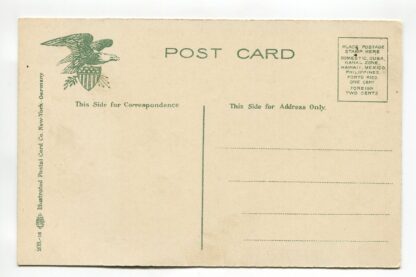 POST CARD
PLACE POSTAGE
STAMP HERE
DOMESTIC, CUBA,
CANAL ZONE,
HAWAII, MEXICO,
PHILIPPINES,
PORTO RICO
ONE CENT
FOREIGN
TWO CENTS
This Side for Correspondence
This Side for Address Only.
Illustrated Postal Card Co. New-York Germany